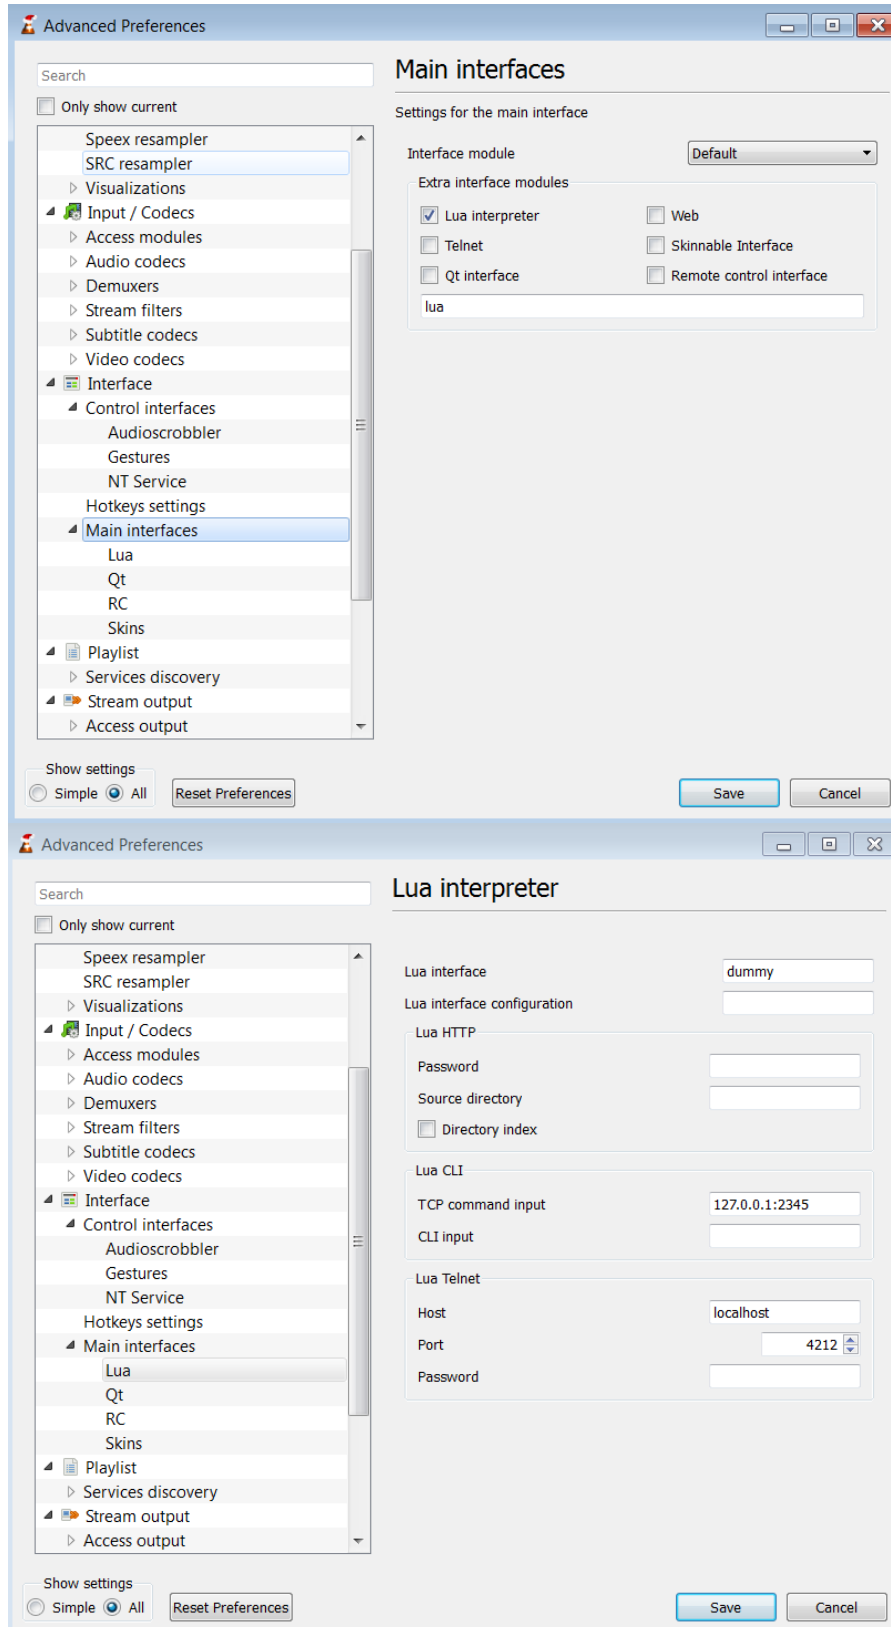 Advanced Preferences
Search
Only show current
Speex resampler
SRC resampler
Visualizations
Input / Codecs
Access modules
Audio codecs
Demuxers
Stream filters
Subtitle codecs
Video codecs
Interface
Control interfaces
Audioscrobbler
Gestures
NT Service
Hotkeys settings
Main interfaces
Lua
Qt
RC
Skins
Playlist
Services discovery
Stream output
Access output
Show settings
Simple All Reset Preferences
Main interfaces
Settings for the main interface
Interface module Default
Extra interface modules
Lua interpreter Web
Telnet Skinnable Interface
Qt interface Remote control interface
lua
Save Cancel
Advanced Preferences
Search
Only show current
Speex resampler
SRC resampler
Visualizations
Input / Codecs
Access modules
Audio codecs
Demuxers
Stream filters
Subtitle codecs
Video codecs
Interface
Control interfaces
Audioscrobbler
Gestures
NT Service
Hotkeys settings
Main interfaces
Lua
Qt
RC
Skins
Playlist
Services discovery
Stream output
Access output
Show settings
Simple All Reset Preferences
Lua interpreter
Lua interface dummy
Lua interface configuration
Lua HTTP
Password
Source directory
Directory index
Lua CLI
TCP command input 127.0.0.1:2345
CLI input
Lua Telnet
Host localhost
Port 4212
Password
Save Cancel